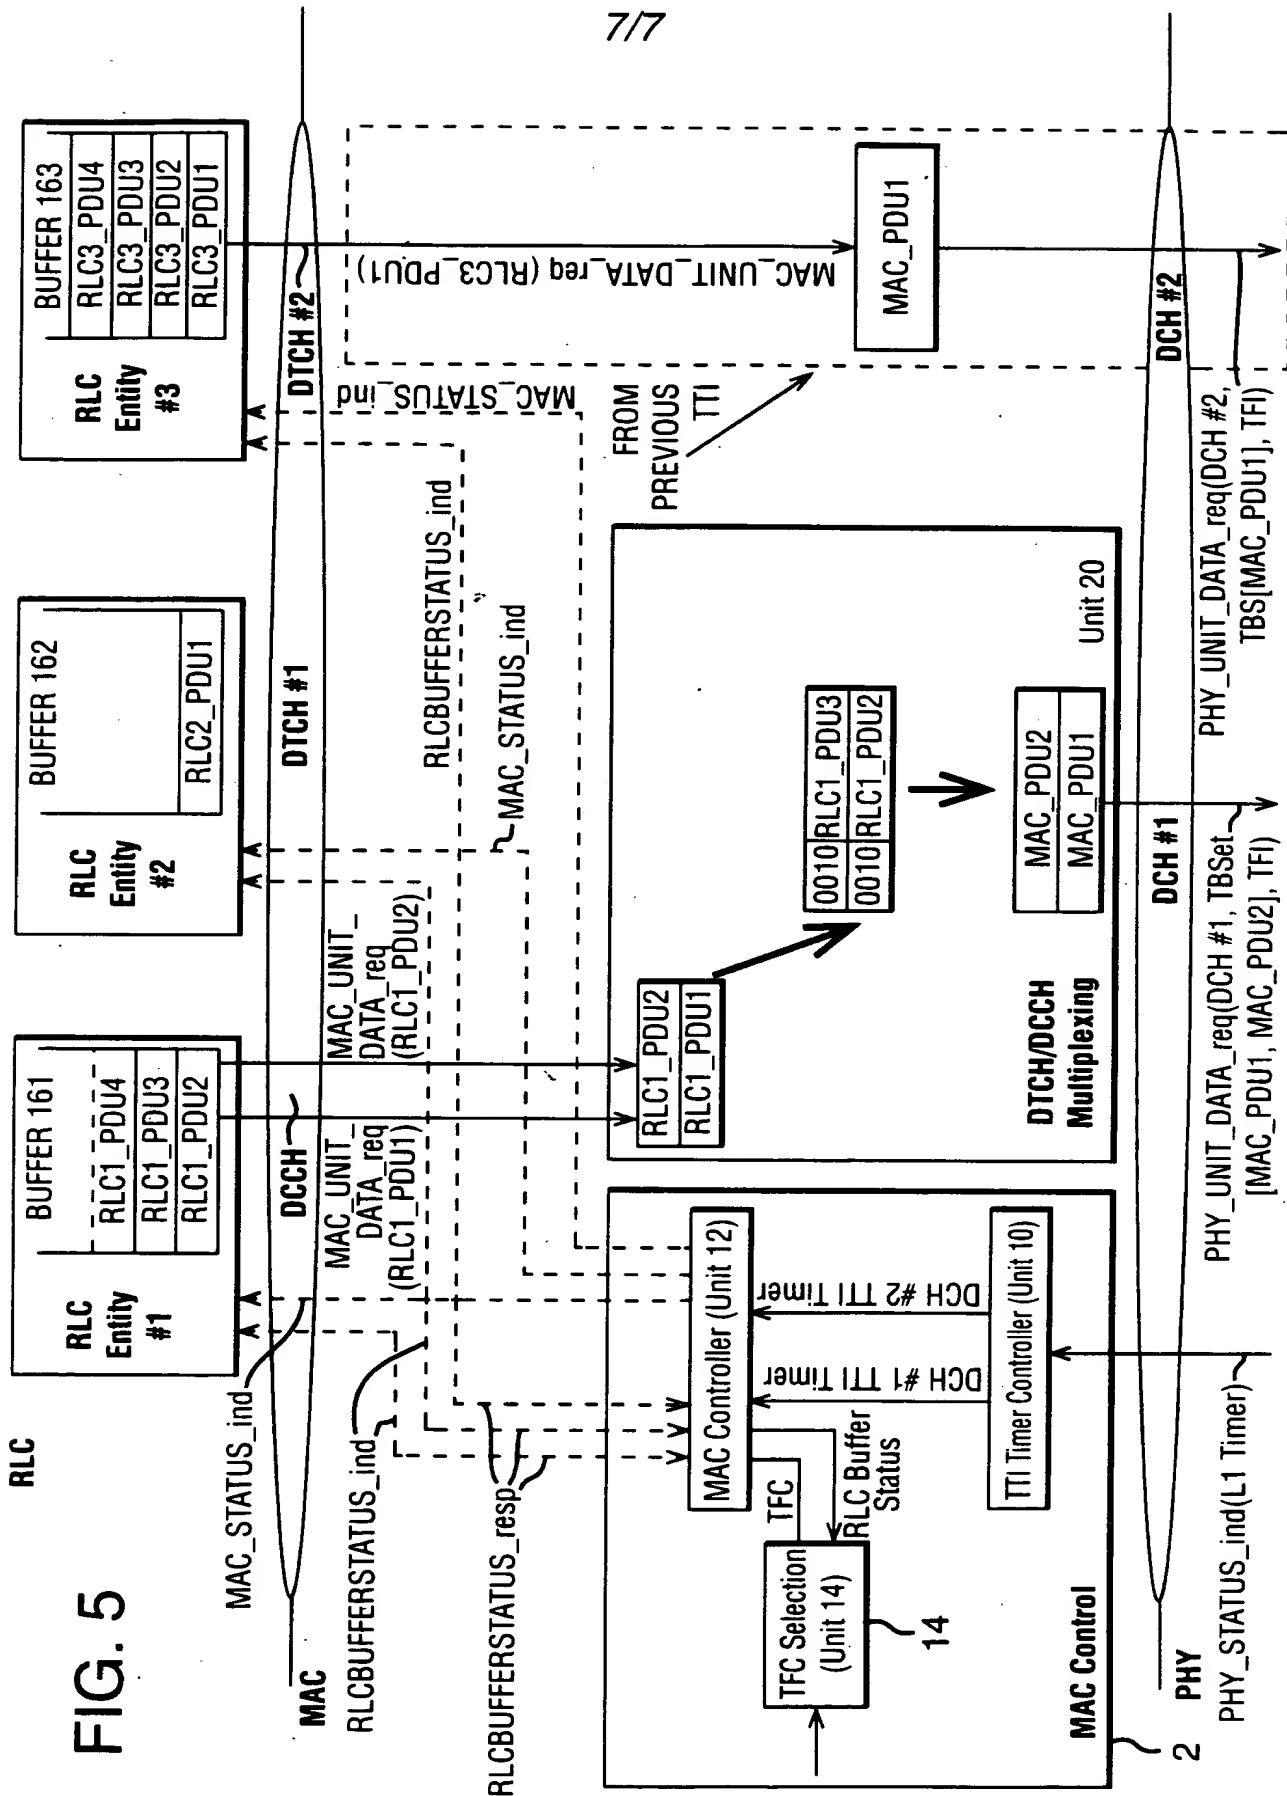 7/7
FIG. 5
RLC
RLC
Entity
#1
BUFFER 161
RLC1_PDU4
RLC1_PDU3
RLC1_PDU2
RLC
Entity
#2
BUFFER 162
RLC2_PDU1
RLC
Entity
#3
BUFFER 163
RLC3_PDU4
RLC3_PDU3
RLC3_PDU2
RLC3_PDU1
MAC
DCCH
DTCH #1
DTCH #2
MAC_STATUS_ind
RLCBUFFERSTATUS_ind
RLCBUFFERSTATUS_resp
MAC_UNIT_
DATA_req
(RLC1_PDU1)
MAC_UNIT_
DATA_req
(RLC1_PDU2)
RLCBUFFERSTATUS_ind
MAC_STATUS_ind
MAC_STATUS_ind
MAC_UNIT_DATA_req (RLC3_PDU1)
FROM
PREVIOUS
TTI
MAC_PDU1
MAC Controller (Unit 12)
TFC
RLC Buffer
Status
DCH #1 TTI Timer
DCH #2 TTI Timer
TFC Selection
(Unit 14)
14
TTI Timer Controller (Unit 10)
MAC Control
2
RLC1_PDU2
RLC1_PDU1
0010 RLC1_PDU3
0010 RLC1_PDU2
MAC_PDU2
MAC_PDU1
DTCH/DCCH
Multiplexing
Unit 20
PHY
DCH #1
DCH #2
PHY_STATUS_ind(L1 Timer)
PHY_UNIT_DATA_req(DCH #1, TBSet
[MAC_PDU1, MAC_PDU2], TFI)
PHY_UNIT_DATA_req(DCH #2,
TBS[MAC_PDU1], TFI)